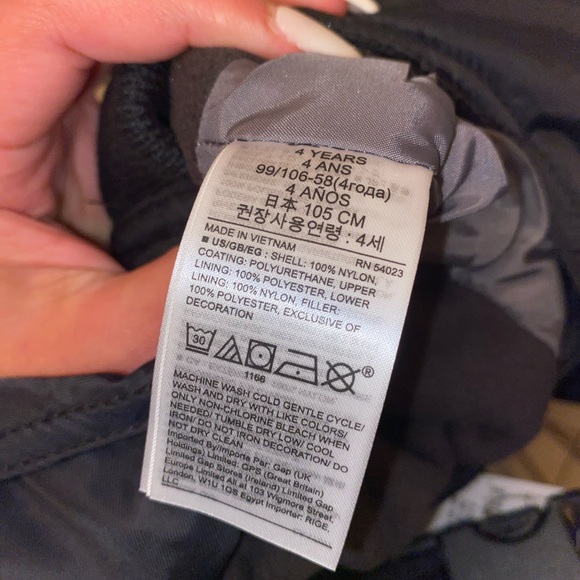 4 YEARS
4 ANS
99/106-58(4года)
4 AÑOS
日本 105 CM
권장사용연령 : 4세
MADE IN VIETNAM RN 54023
■ US/GB/EG : SHELL: 100% NYLON,
COATING: POLYURETHANE, UPPER
LINING: 100% POLYESTER, LOWER
LINING: 100% NYLON, FILLER:
100% POLYESTER, EXCLUSIVE OF
DECORATION
30
®
1166
MACHINE WASH COLD GENTLE CYCLE/
WASH AND DRY WITH LIKE COLORS/
ONLY NON-CHLORINE BLEACH WHEN
NEEDED/ TUMBLE DRY LOW/ COOL
IRON/ DO NOT IRON DECORATION/ DO
NOT DRY CLEAN
Imported By/Importe Par: Gap (UK
Holdings) Limited; GPS (Great Britain)
Limited Gap Stores (Ireland) Limited Gap
Europe Limited All at 103 Wigmore Street,
London, W1U 1QS Egypt Importer: RIGE,
LLC